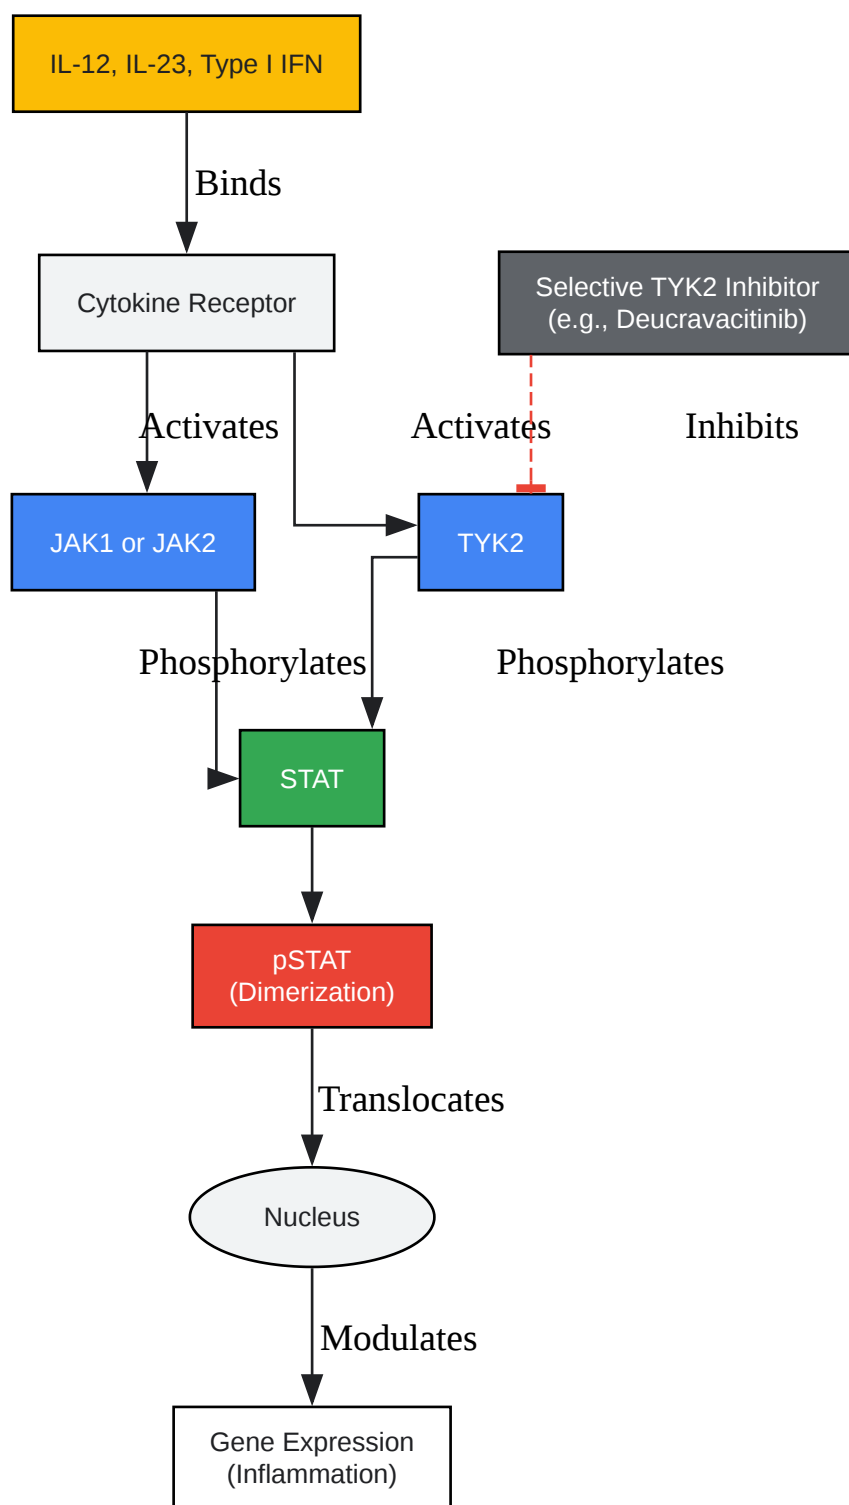 IL-12, IL-23, Type I IFN
Binds
Cytokine Receptor
Selective TYK2 Inhibitor
(e.g., Deucravacitinib)
Activates
Activates
Inhibits
JAK1 or JAK2
TYK2
Phosphorylates
Phosphorylates
STAT
pSTAT
(Dimerization)
Translocates
Nucleus
Modulates
Gene Expression
(Inflammation)